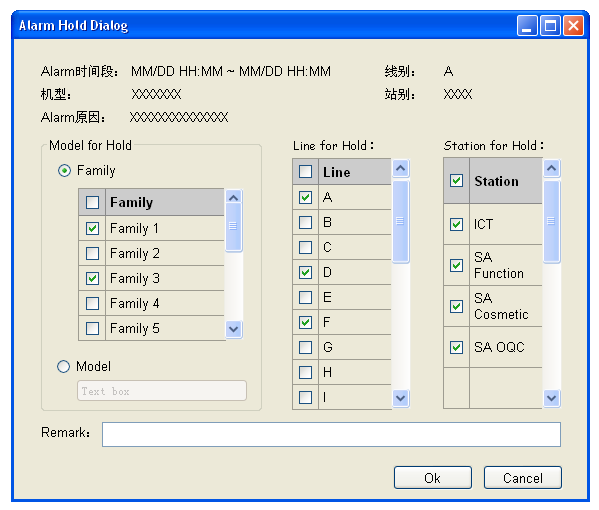 Alarm Hold Dialog
Alarm时间段： MM/DD HH:MM ~ MM/DD HH:MM 线别： A
机型： XXXXXXX 站别： XXXX
Alarm原因： XXXXXXXXXXXXXX
Model for Hold
Family
Family
Family 1
Family 2
Family 3
Family 4
Family 5
Model
Text box
Line for Hold：
Line
A
B
C
D
E
F
G
H
I
Station for Hold：
Station
ICT
SA
Function
SA
Cosmetic
SA OQC
Remark：
Ok
Cancel